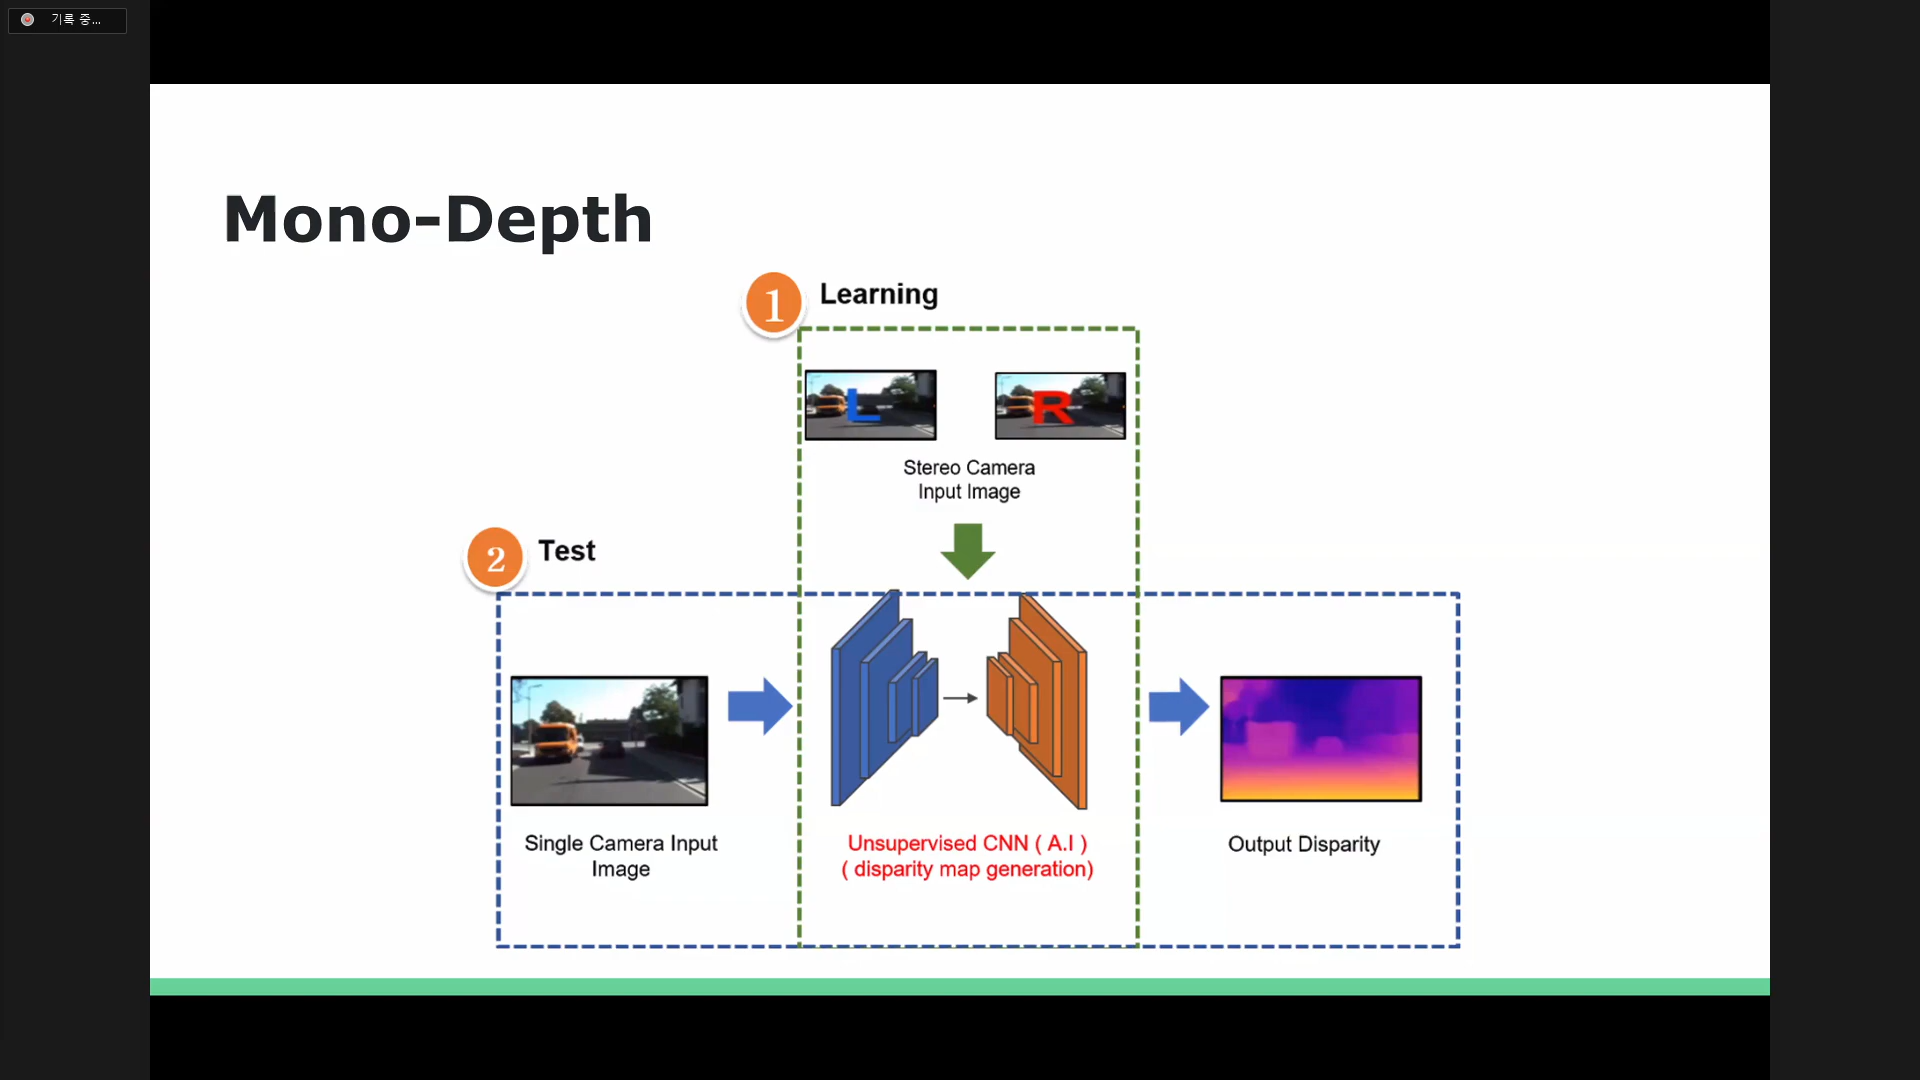 기록 중...
Mono-Depth
1
Learning
L
R
Stereo Camera
Input Image
2
Test
Single Camera Input
Image
Unsupervised CNN ( A.I )
( disparity map generation)
Output Disparity